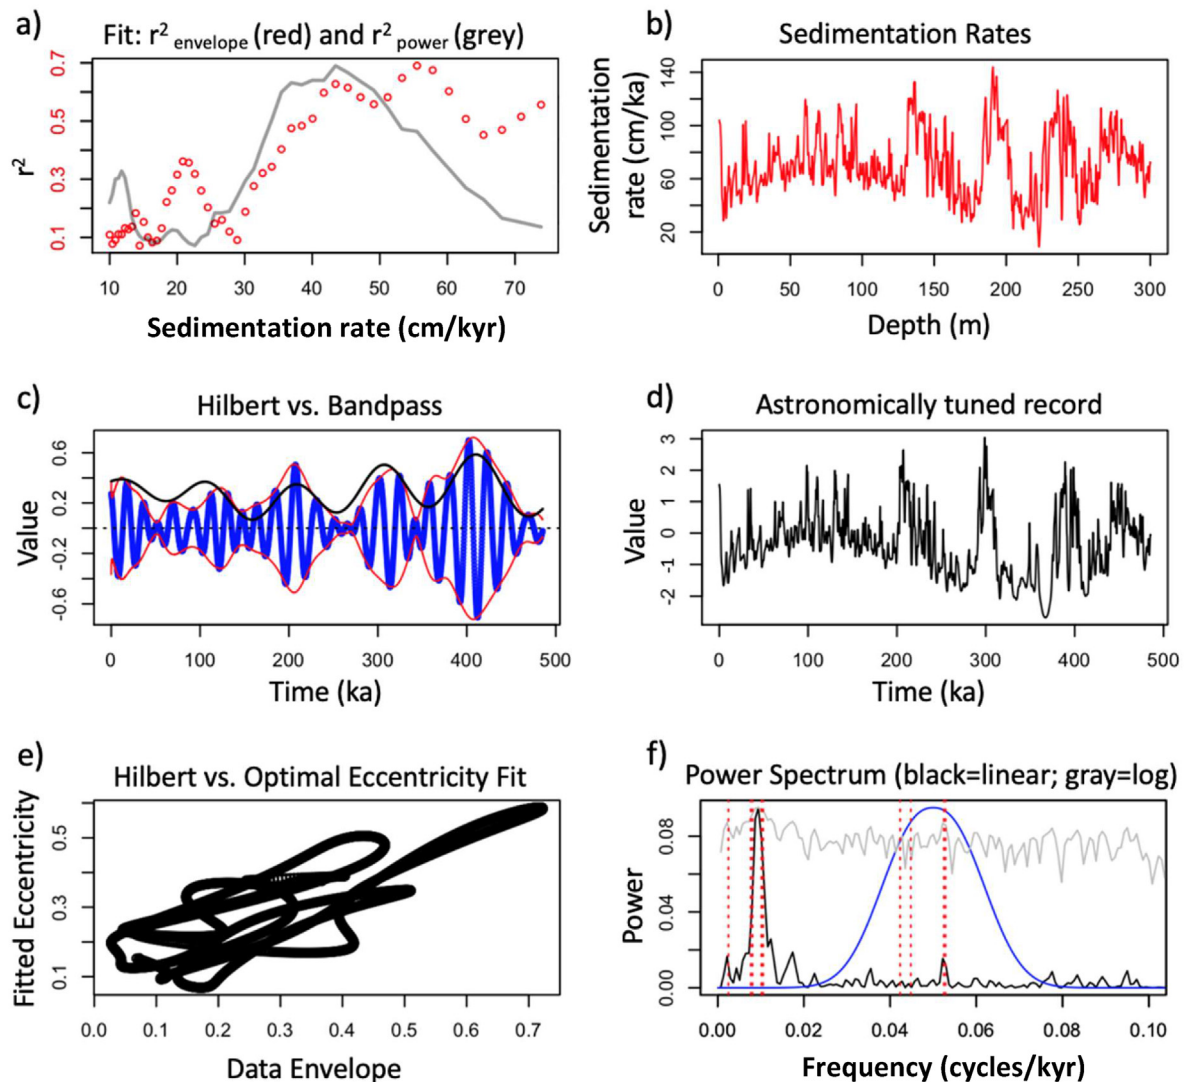 a)
Fit: r² envelope (red) and r² power (grey)
0.7
0.5
0.3
0.1
r²
10 20 30 40 50 60 70
Sedimentation rate (cm/kyr)
b)
Sedimentation Rates
140
100
60
20
Sedimentation
rate (cm/ka)
0 50 100 150 200 250 300
Depth (m)
c)
Hilbert vs. Bandpass
0.6
0.2
-0.2
-0.6
Value
0 100 200 300 400 500
Time (ka)
d)
Astronomically tuned record
3
2
1
0
-1
-2
Value
0 100 200 300 400 500
Time (ka)
e)
Hilbert vs. Optimal Eccentricity Fit
0.5
0.3
0.1
Fitted Eccentricity
0.0 0.1 0.2 0.3 0.4 0.5 0.6 0.7
Data Envelope
f)
Power Spectrum (black=linear; gray=log)
0.08
0.04
0.00
Power
0.00 0.02 0.04 0.06 0.08 0.10
Frequency (cycles/kyr)